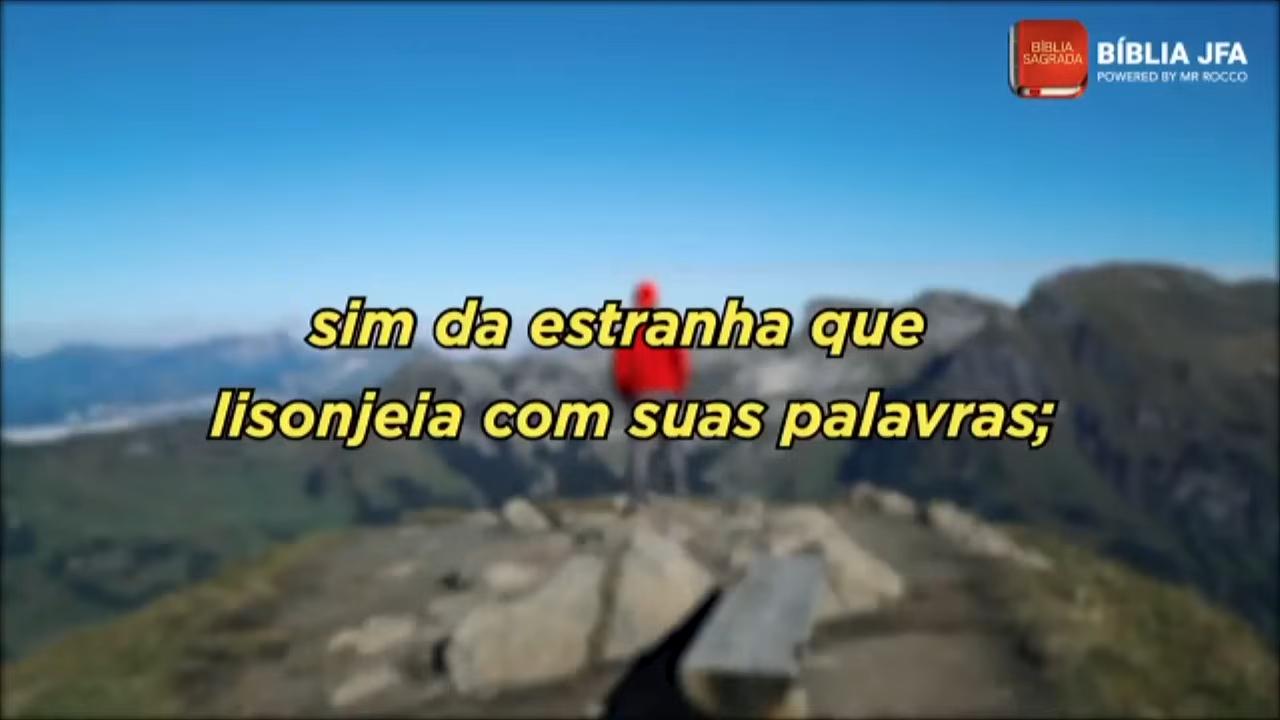 BÍBLIA
SAGRADA
BÍBLIA JFA
POWERED BY MR ROCCO
sim da estranha que
lisonjeia com suas palavras;